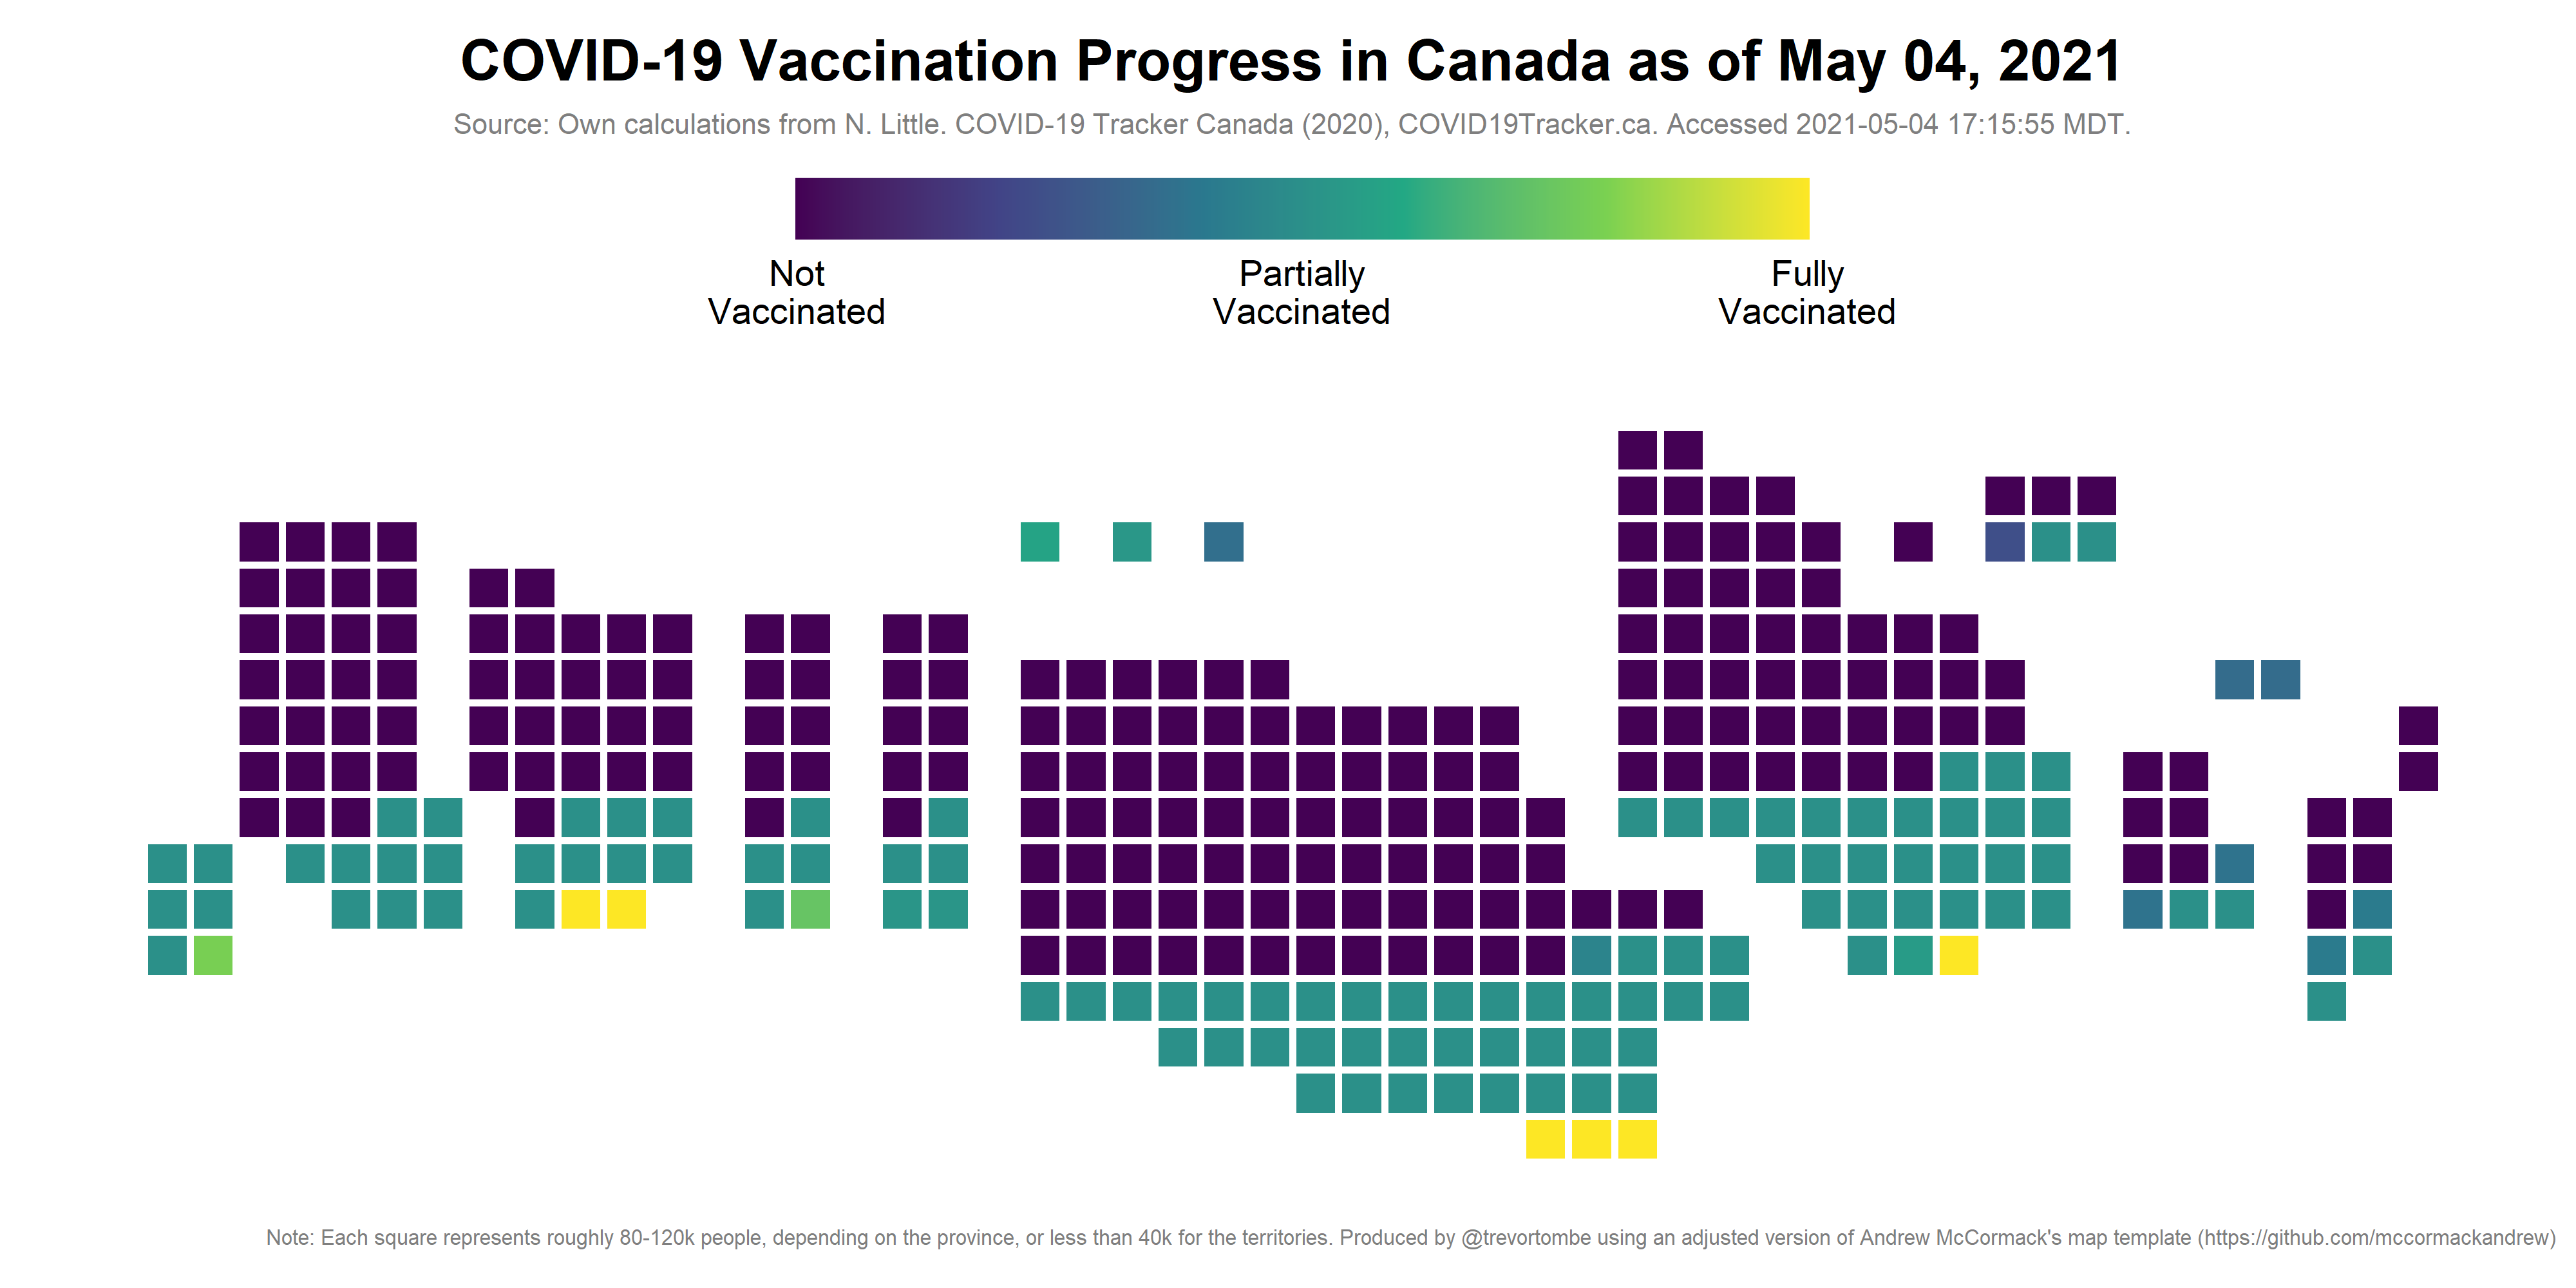 COVID-19 Vaccination Progress in Canada as of May 04, 2021
Source: Own calculations from N. Little. COVID-19 Tracker Canada (2020), COVID19Tracker.ca. Accessed 2021-05-04 17:15:55 MDT.
Not
Vaccinated
Partially
Vaccinated
Fully
Vaccinated
Note: Each square represents roughly 80-120k people, depending on the province, or less than 40k for the territories. Produced by @trevortombe using an adjusted version of Andrew McCormack's map template (https://github.com/mccormackandrew)